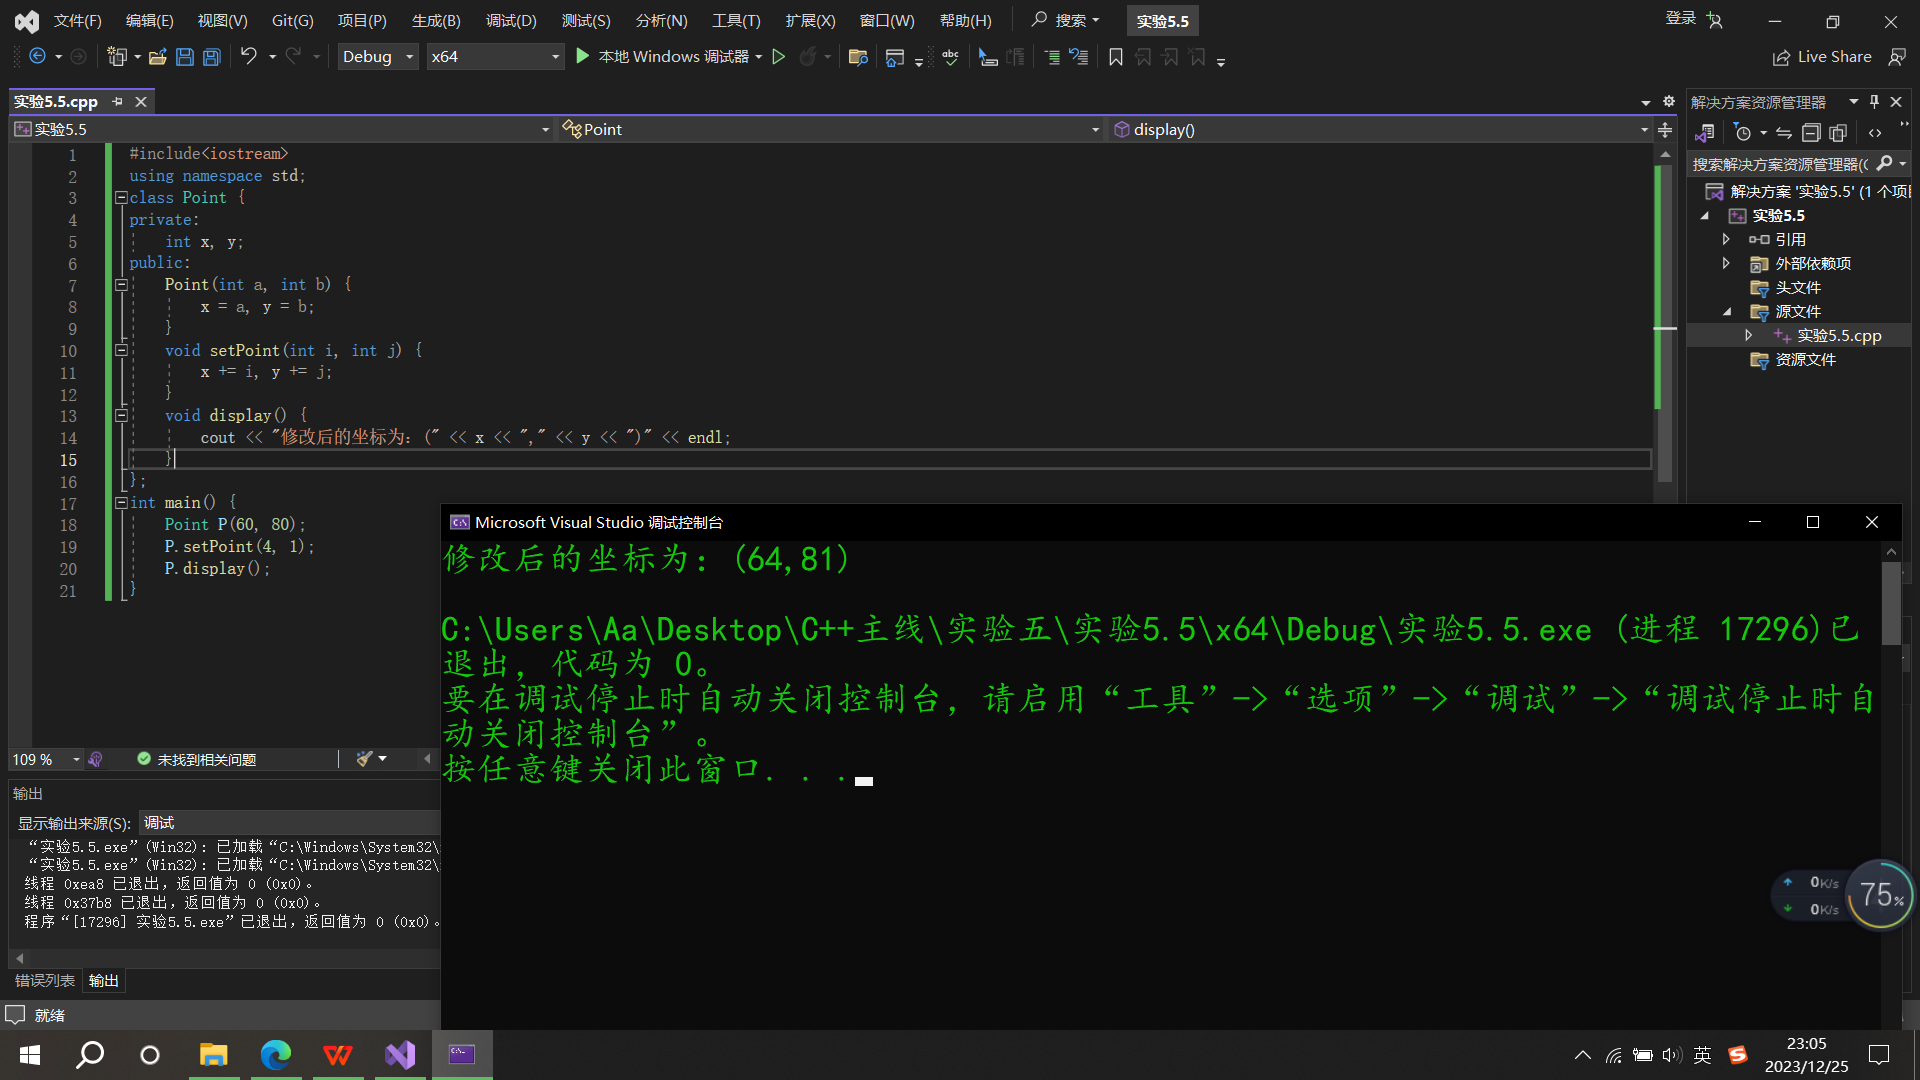 文件(F) 编辑(E) 视图(V) Git(G) 项目(P) 生成(B) 调试(D) 测试(S) 分析(N) 工具(T) 扩展(X) 窗口(W) 帮助(H) 搜索 实验5.5 登录
Debug x64 本地 Windows 调试器 abc Live Share
实验5.5.cpp
实验5.5 Point display()
1 #include<iostream>
2 using namespace std;
3 class Point {
4 private:
5 int x, y;
6 public:
7 Point(int a, int b) {
8 x = a, y = b;
9 }
10 void setPoint(int i, int j) {
11 x += i, y += j;
12 }
13 void display() {
14 cout << "修改后的坐标为: (" << x << "," << y << ")" << endl;
15 }
16 };
17 int main() {
18 Point P(60, 80);
19 P.setPoint(4, 1);
20 P.display();
21 }
解决方案资源管理器
搜索解决方案资源管理器(
解决方案 '实验5.5' (1 个项
实验5.5
引用
外部依赖项
头文件
源文件
实验5.5.cpp
资源文件
Microsoft Visual Studio 调试控制台
修改后的坐标为: (64,81)
C:\Users\Aa\Desktop\C++主线\实验五\实验5.5\x64\Debug\实验5.5.exe (进程 17296)已
退出，代码为 0。
要在调试停止时自动关闭控制台，请启用“工具”->“选项”->“调试”->“调试停止时自
动关闭控制台”。
按任意键关闭此窗口. . .
109 % 未找到相关问题
输出
显示输出来源(S): 调试
“实验5.5.exe”(Win32): 已加载“C:\Windows\System32\
“实验5.5.exe”(Win32): 已加载“C:\Windows\System32\
线程 0xea8 已退出，返回值为 0 (0x0)。
线程 0x37b8 已退出，返回值为 0 (0x0)。
程序“[17296] 实验5.5.exe”已退出，返回值为 0 (0x0)。
错误列表 输出
就绪
0K/s
0K/s
75%
英
23:05
2023/12/25